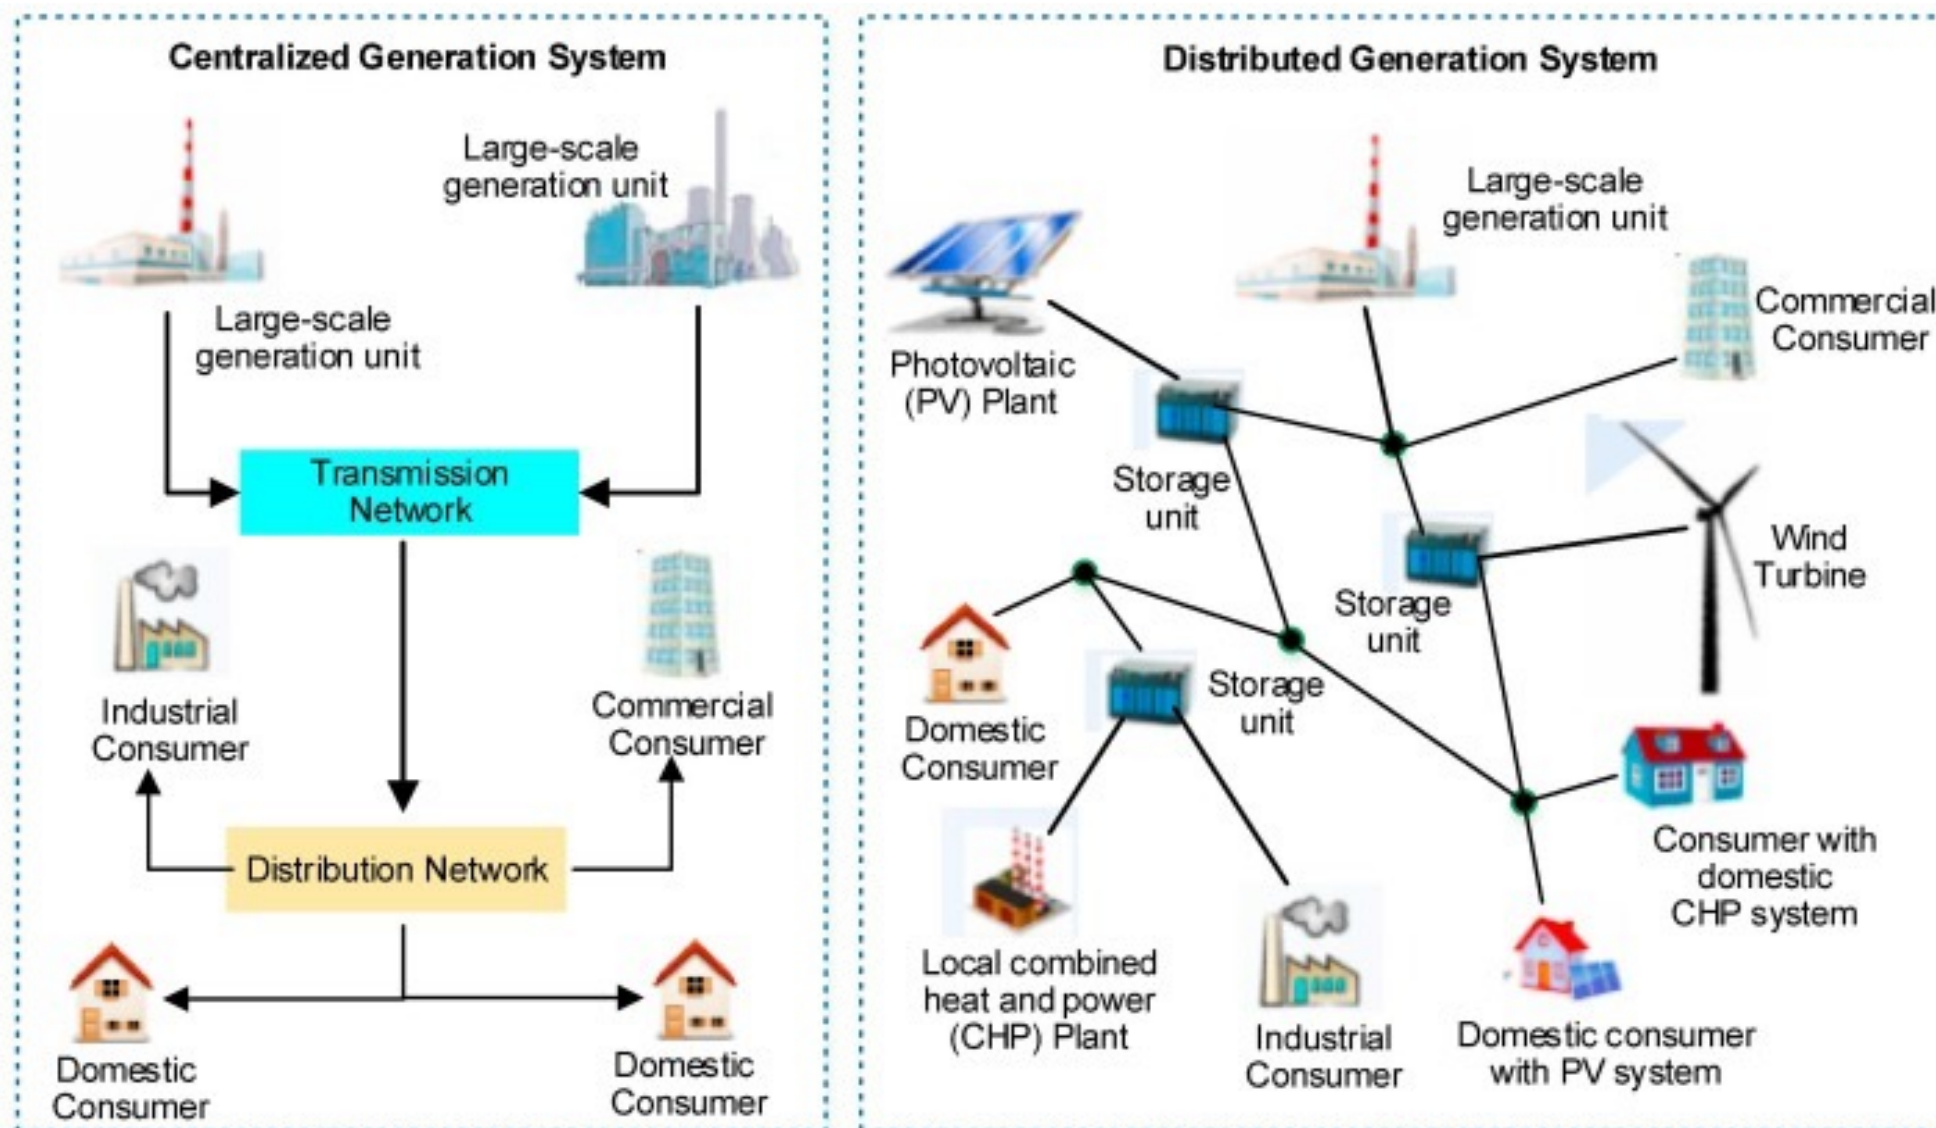 Centralized Generation System
Large-scale
generation unit
Large-scale
generation unit
Transmission
Network
Industrial
Consumer
Commercial
Consumer
Distribution Network
Domestic
Consumer
Domestic
Consumer
Distributed Generation System
Large-scale
generation unit
Commercial
Consumer
Photovoltaic
(PV) Plant
Storage
unit
Wind
Turbine
Storage
unit
Storage
unit
Domestic
Consumer
Consumer with
domestic
CHP system
Local combined
heat and power
(CHP) Plant
Industrial
Consumer
Domestic consumer
with PV system